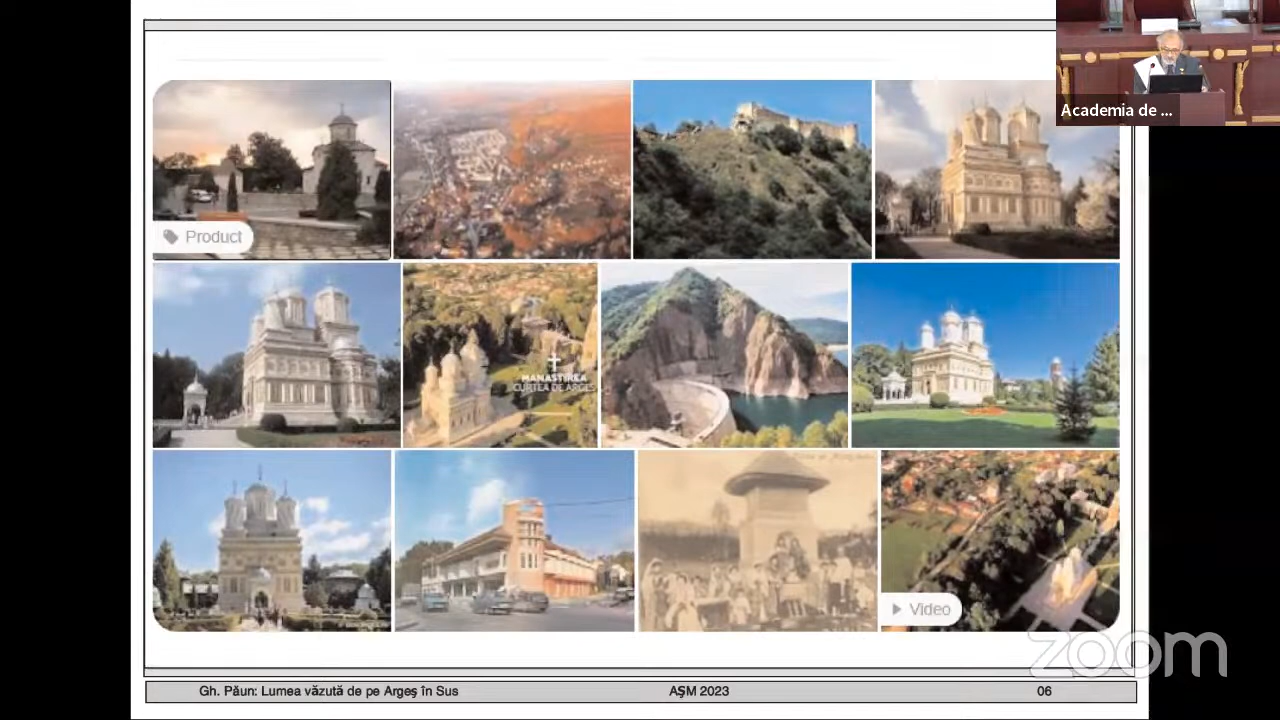 Academia de ...
Product
MANASTIREA
CURTEA DE ARGEȘ
Video
zoom
Gh. Păun: Lumea văzută de pe Argeş în Sus
AŞM 2023
06